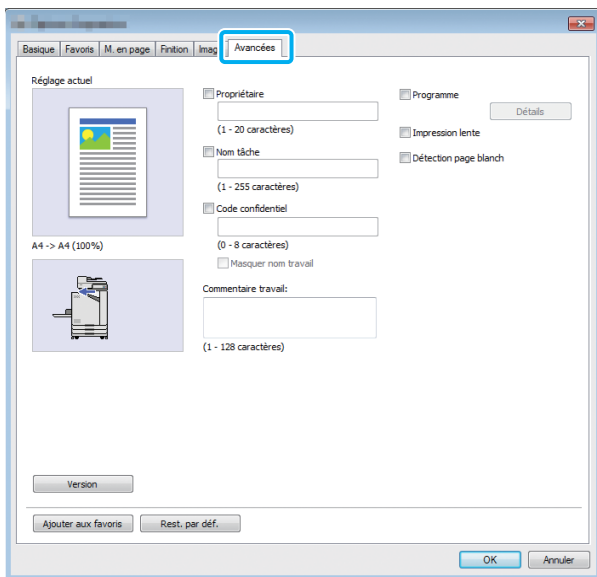 Basique Favoris M. en page Finition Imag Avancées
Réglage actuel
A4 -> A4 (100%)
Propriétaire
(1 - 20 caractères)
Nom tâche
(1 - 255 caractères)
Code confidentiel
(0 - 8 caractères)
Masquer nom travail
Commentaire travail:
(1 - 128 caractères)
Programme
Détails
Impression lente
Détection page blanch
Version
Ajouter aux favoris Rest. par déf.
OK Annuler